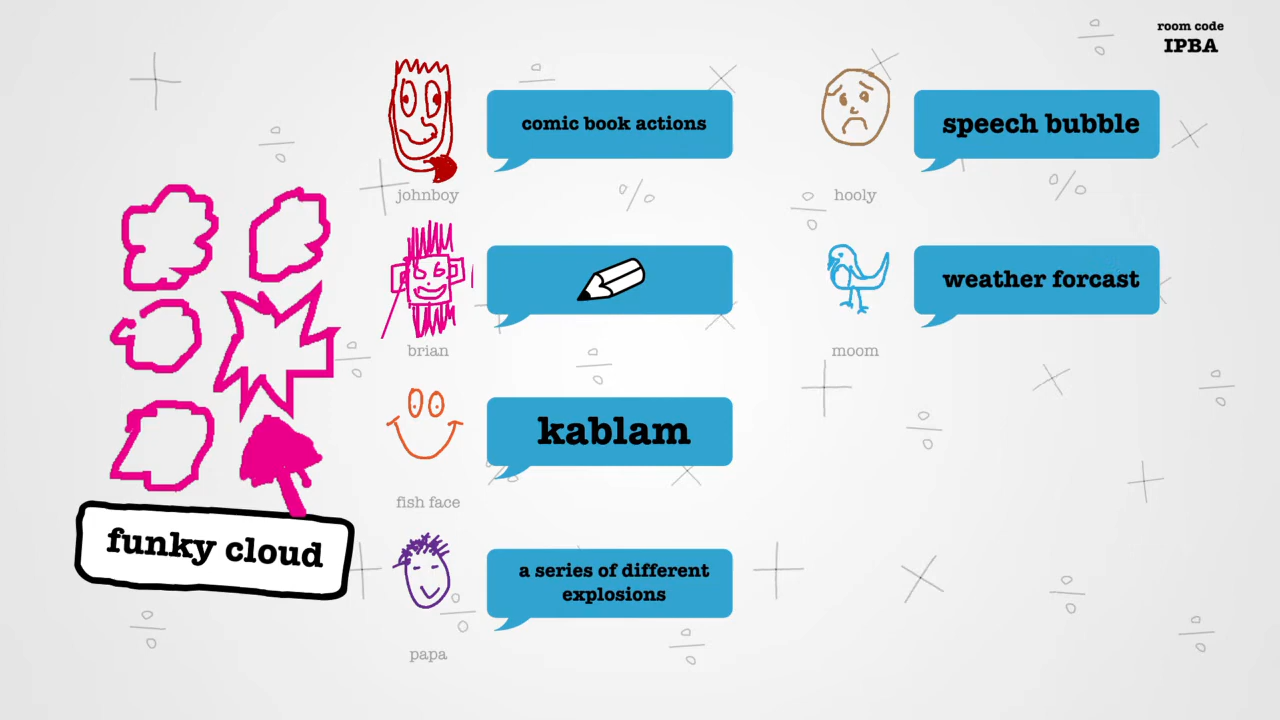 room code
IPBA
comic book actions
johnboy
speech bubble
hooly
brian
weather forcast
moom
kablam
fish face
funky cloud
a series of different
explosions
papa